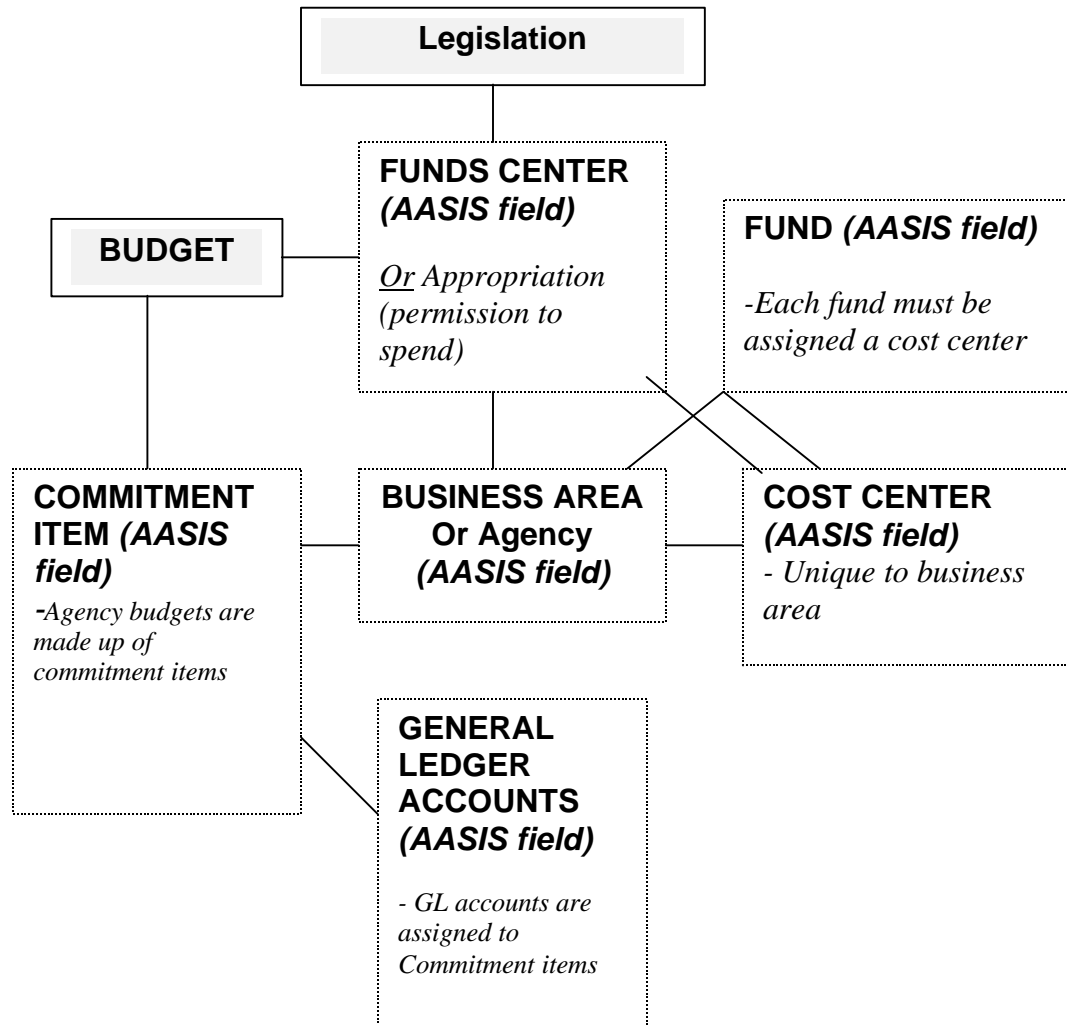 Legislation
FUNDS CENTER
(AASIS field)
Or Appropriation
(permission to
spend)
FUND (AASIS field)
-Each fund must be
assigned a cost center
BUDGET
COMMITMENT
ITEM (AASIS
field)
-Agency budgets are
made up of
commitment items
BUSINESS AREA
Or Agency
(AASIS field)
COST CENTER
(AASIS field)
- Unique to business
area
GENERAL
LEDGER
ACCOUNTS
(AASIS field)
- GL accounts are
assigned to
Commitment items